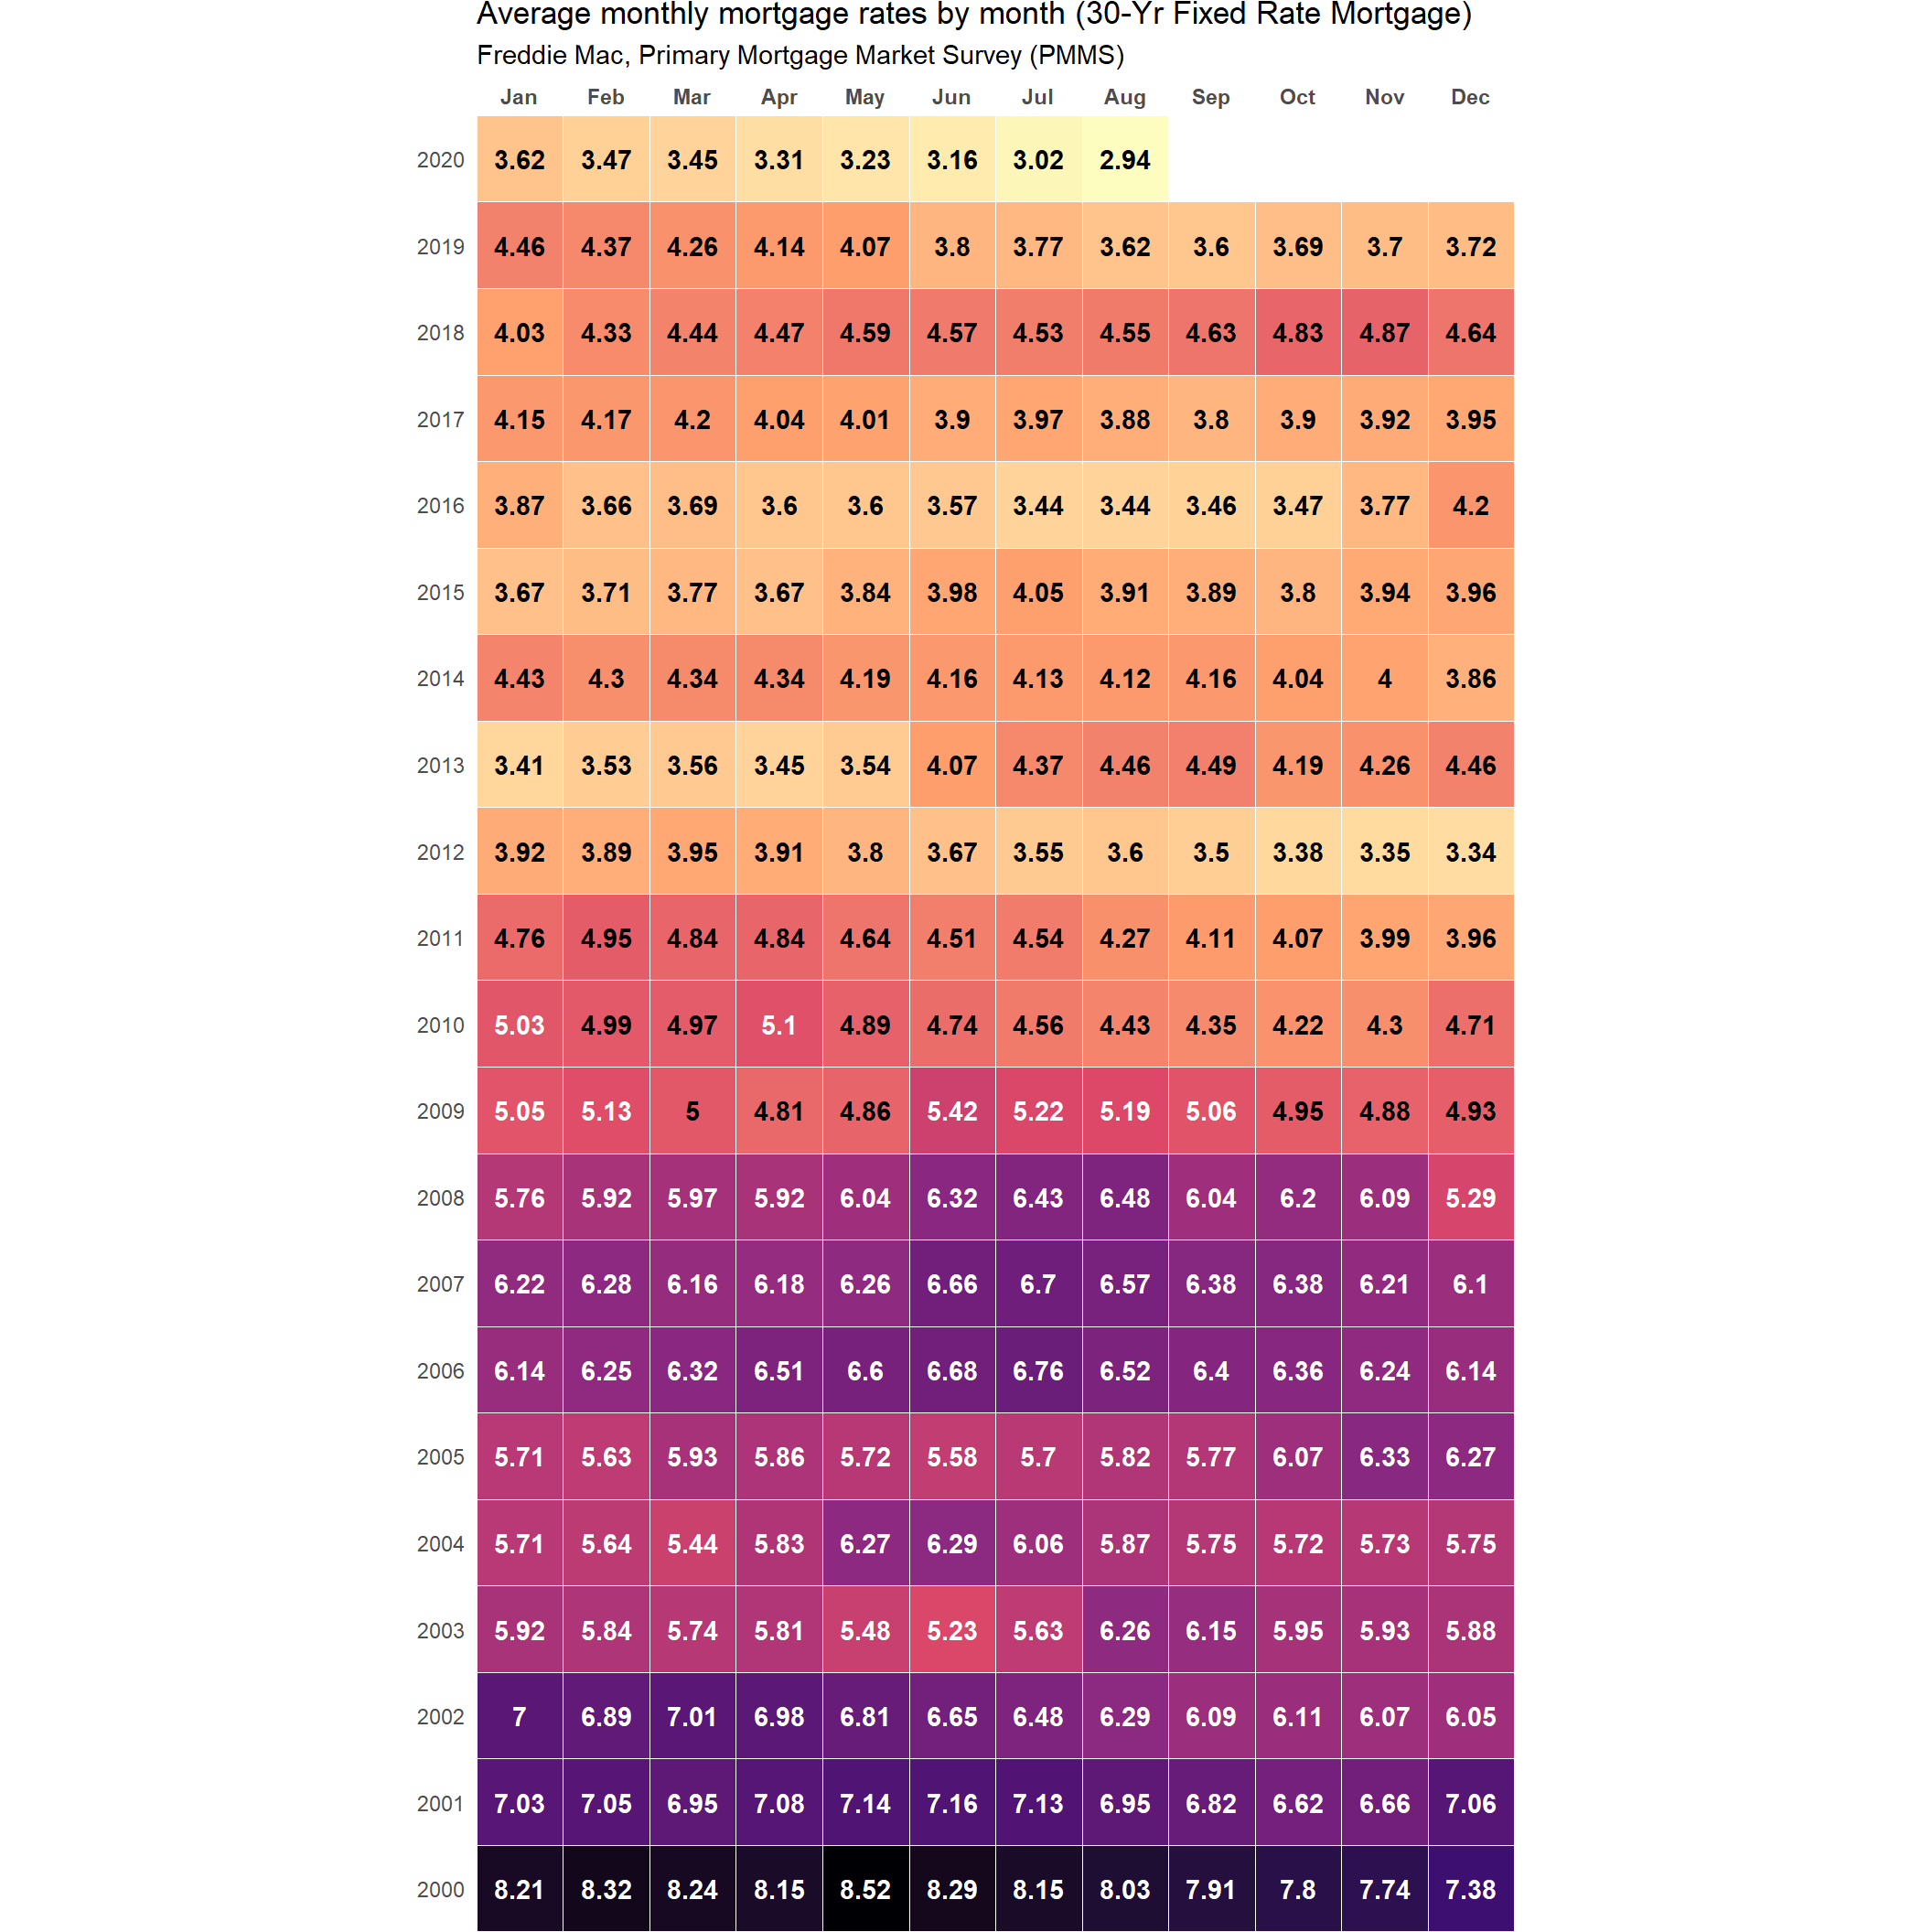 Average monthly mortgage rates by month (30-Yr Fixed Rate Mortgage)
Freddie Mac, Primary Mortgage Market Survey (PMMS)
Jan Feb Mar Apr May Jun Jul Aug Sep Oct Nov Dec
2020 3.62 3.47 3.45 3.31 3.23 3.16 3.02 2.94
2019 4.46 4.37 4.26 4.14 4.07 3.8 3.77 3.62 3.6 3.69 3.7 3.72
2018 4.03 4.33 4.44 4.47 4.59 4.57 4.53 4.55 4.63 4.83 4.87 4.64
2017 4.15 4.17 4.2 4.04 4.01 3.9 3.97 3.88 3.8 3.9 3.92 3.95
2016 3.87 3.66 3.69 3.6 3.6 3.57 3.44 3.44 3.46 3.47 3.77 4.2
2015 3.67 3.71 3.77 3.67 3.84 3.98 4.05 3.91 3.89 3.8 3.94 3.96
2014 4.43 4.3 4.34 4.34 4.19 4.16 4.13 4.12 4.16 4.04 4 3.86
2013 3.41 3.53 3.56 3.45 3.54 4.07 4.37 4.46 4.49 4.19 4.26 4.46
2012 3.92 3.89 3.95 3.91 3.8 3.67 3.55 3.6 3.5 3.38 3.35 3.34
2011 4.76 4.95 4.84 4.84 4.64 4.51 4.54 4.27 4.11 4.07 3.99 3.96
2010 5.03 4.99 4.97 5.1 4.89 4.74 4.56 4.43 4.35 4.22 4.3 4.71
2009 5.05 5.13 5 4.81 4.86 5.42 5.22 5.19 5.06 4.95 4.88 4.93
2008 5.76 5.92 5.97 5.92 6.04 6.32 6.43 6.48 6.04 6.2 6.09 5.29
2007 6.22 6.28 6.16 6.18 6.26 6.66 6.7 6.57 6.38 6.38 6.21 6.1
2006 6.14 6.25 6.32 6.51 6.6 6.68 6.76 6.52 6.4 6.36 6.24 6.14
2005 5.71 5.63 5.93 5.86 5.72 5.58 5.7 5.82 5.77 6.07 6.33 6.27
2004 5.71 5.64 5.44 5.83 6.27 6.29 6.06 5.87 5.75 5.72 5.73 5.75
2003 5.92 5.84 5.74 5.81 5.48 5.23 5.63 6.26 6.15 5.95 5.93 5.88
2002 7 6.89 7.01 6.98 6.81 6.65 6.48 6.29 6.09 6.11 6.07 6.05
2001 7.03 7.05 6.95 7.08 7.14 7.16 7.13 6.95 6.82 6.62 6.66 7.06
2000 8.21 8.32 8.24 8.15 8.52 8.29 8.15 8.03 7.91 7.8 7.74 7.38